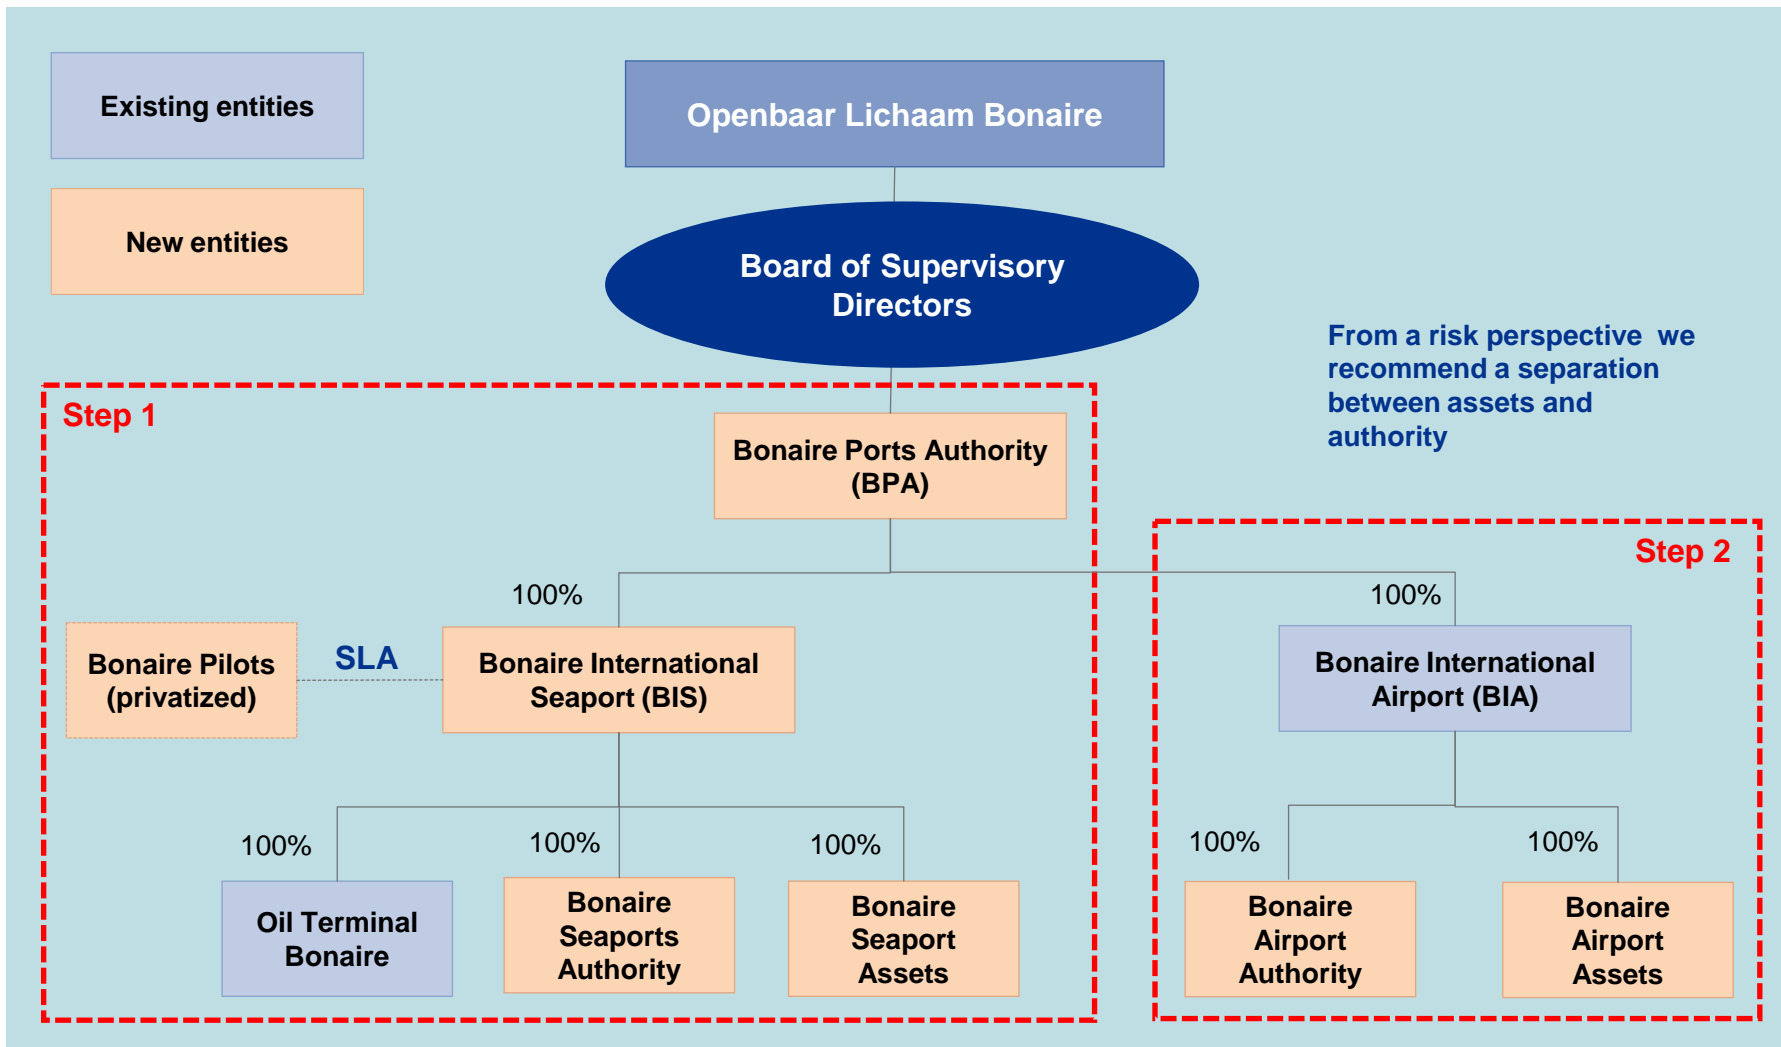 Existing entities
New entities
Openbaar Lichaam Bonaire
Board of Supervisory
Directors
From a risk perspective  we
recommend a separation
between assets and
authority
Step 1
Bonaire Ports Authority
(BPA)
Step 2
100%
100%
Bonaire Pilots
(privatized)
SLA
Bonaire International
Seaport (BIS)
Bonaire International
Airport (BIA)
100%
100%
100%
100%
100%
Oil Terminal
Bonaire
Bonaire
Seaports
Authority
Bonaire
Seaport
Assets
Bonaire
Airport
Authority
Bonaire
Airport
Assets